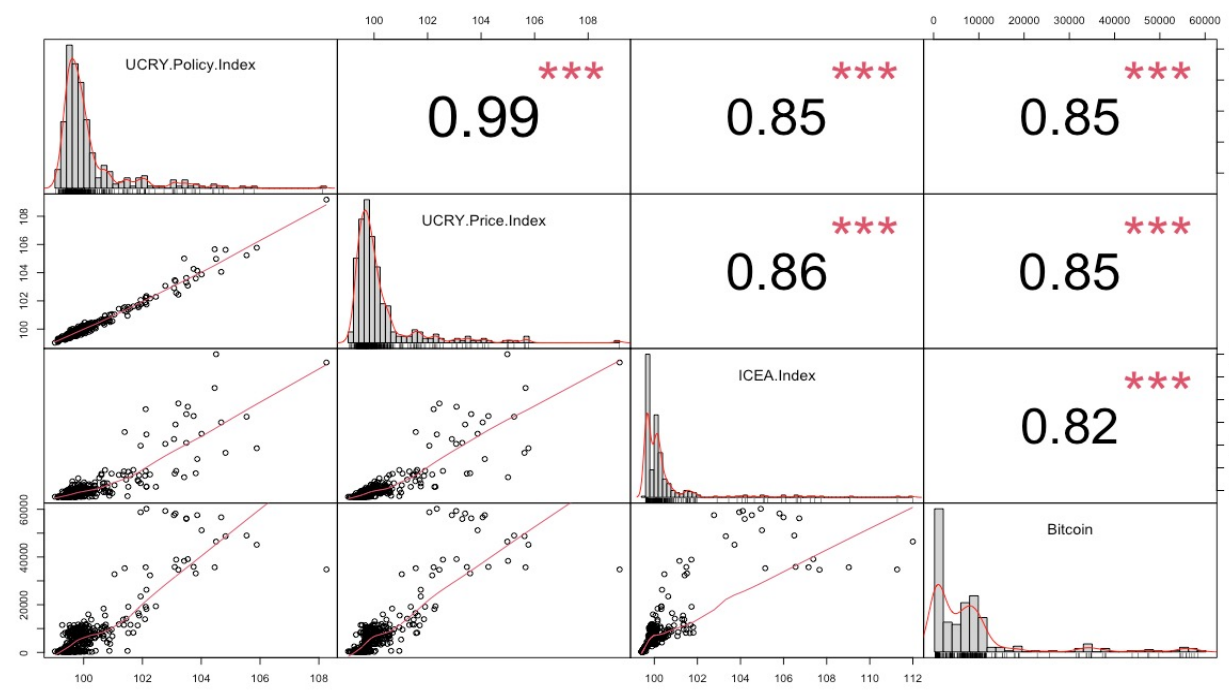 100 102 104 106 108
0 10000 20000 30000 40000 50000 60000
UCRY.Policy.Index
***
0.99
***
0.85
***
0.85
108
106
104
102
100
UCRY.Price.Index
***
0.86
***
0.85
ICEA.Index
***
0.82
60000
40000
20000
0
Bitcoin
100 102 104 106 108
100 102 104 106 108 110 112